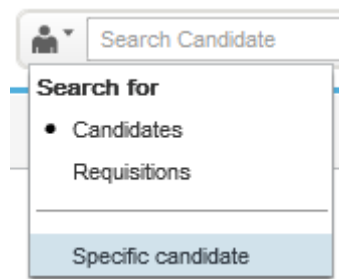 Search Candidate
Search for
Candidates
Requisitions
Specific candidate